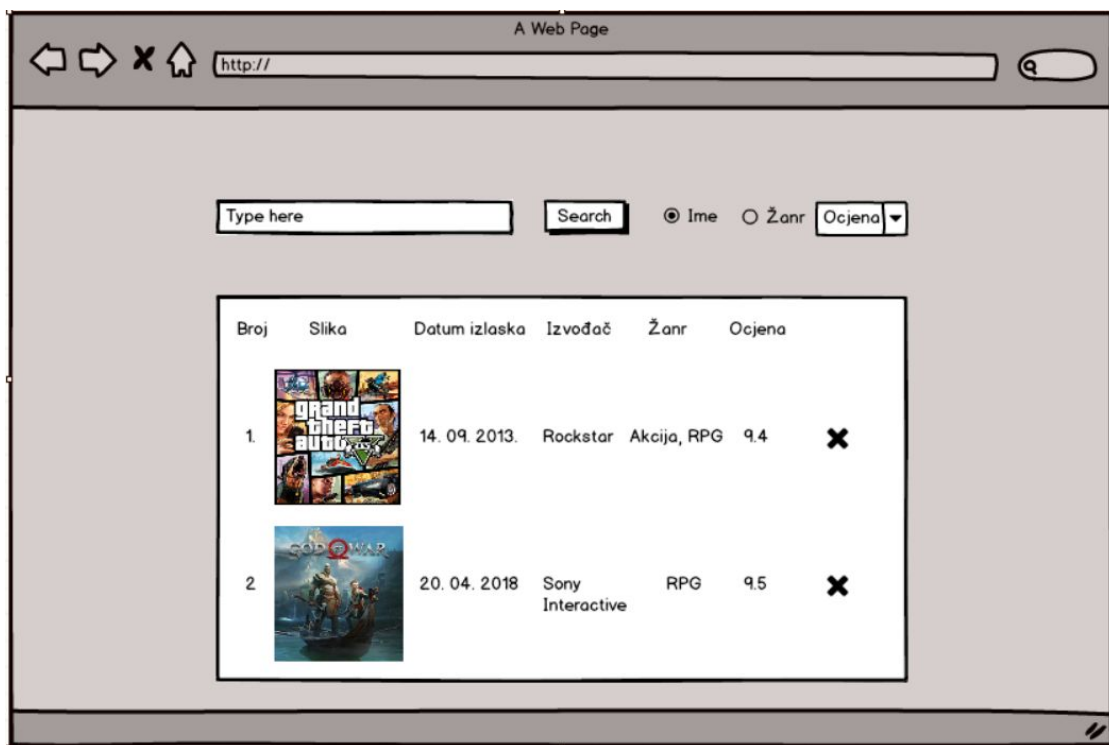 A Web Page
http://
Type here
Search
Ime
Žanr
Ocjena
Broj Slika Datum izlaska Izvođač Žanr Ocjena
grand
theft
auto
V
1. 14. 09. 2013. Rockstar Akcija, RPG 9.4
GOD OF WAR
2 20. 04. 2018 Sony Interactive RPG 9.5